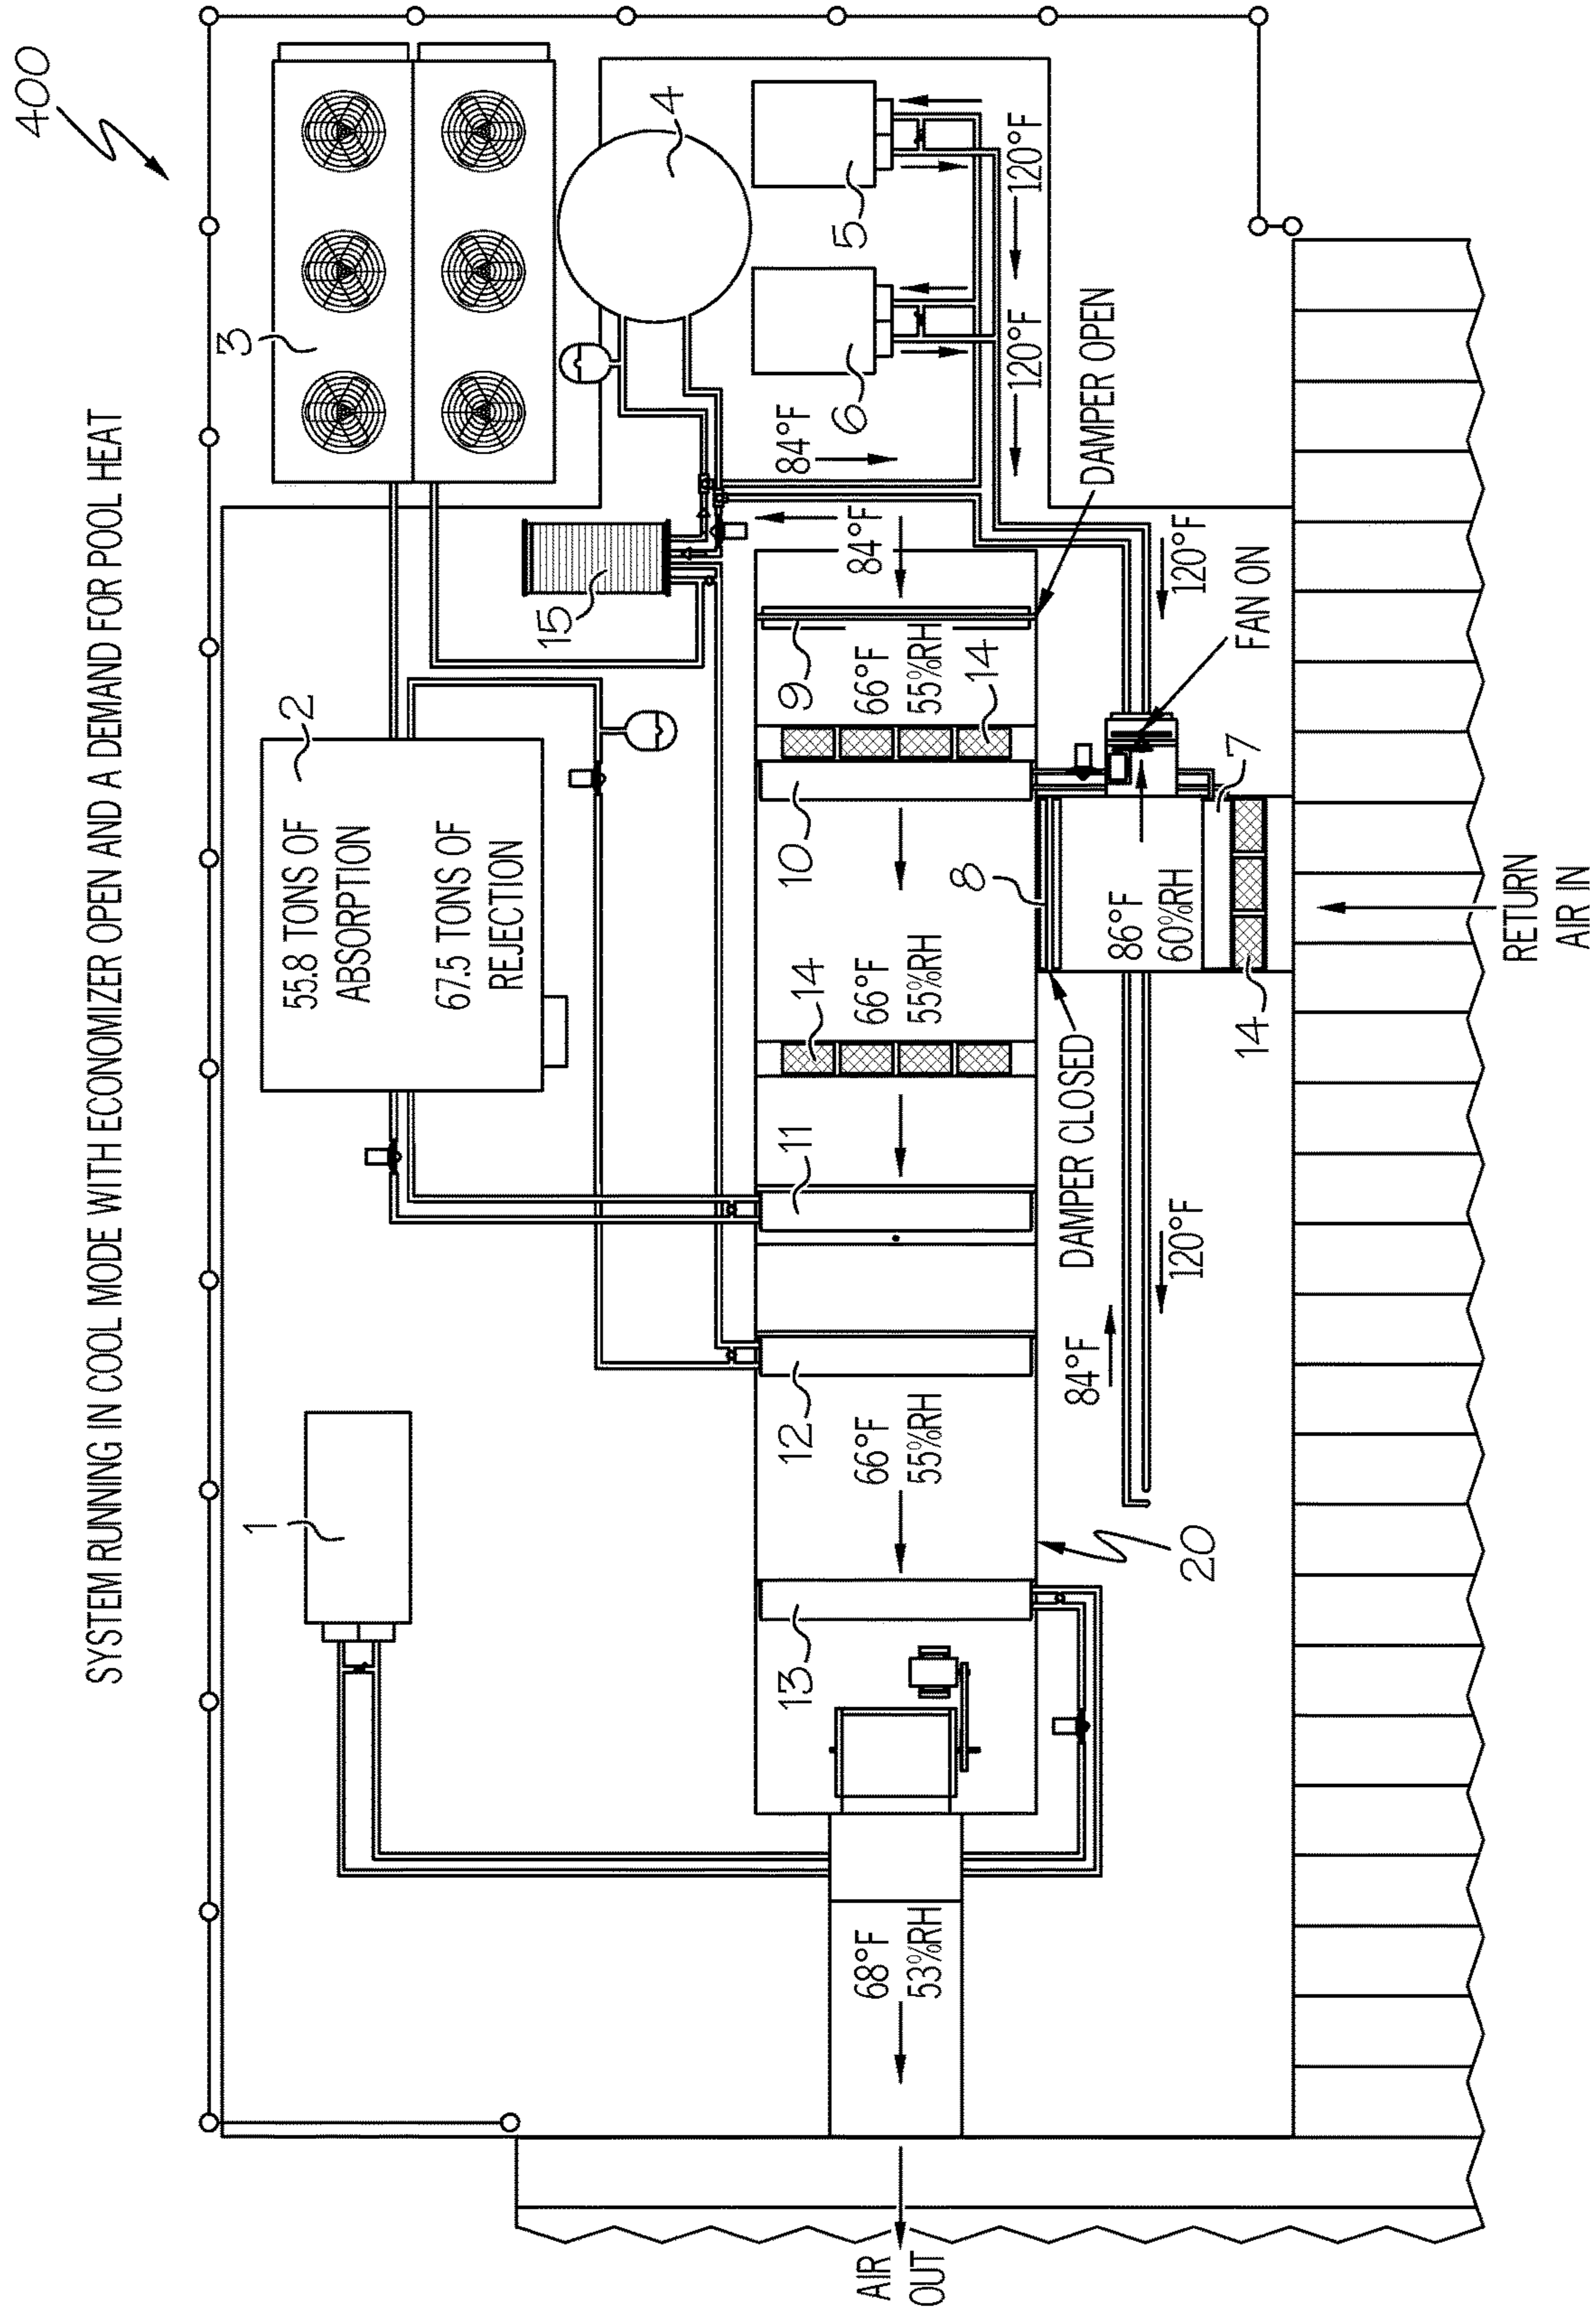 SYSTEM RUNNING IN COOL MODE WITH ECONOMIZER OPEN AND A DEMAND FOR POOL HEAT
400
1
2
55.8 TONS OF
ABSORPTION
67.5 TONS OF
REJECTION
3
4
15
5
6
84°F
120°F
120°F
AIR
OUT
68°F
53%RH
13
66°F
55%RH
12
11
14
66°F
55%RH
10
14
66°F
55%RH
9
84°F
DAMPER OPEN
20
84°F
120°F
DAMPER CLOSED
8
86°F
60%RH
14
7
FAN ON
120°F
RETURN
AIR IN